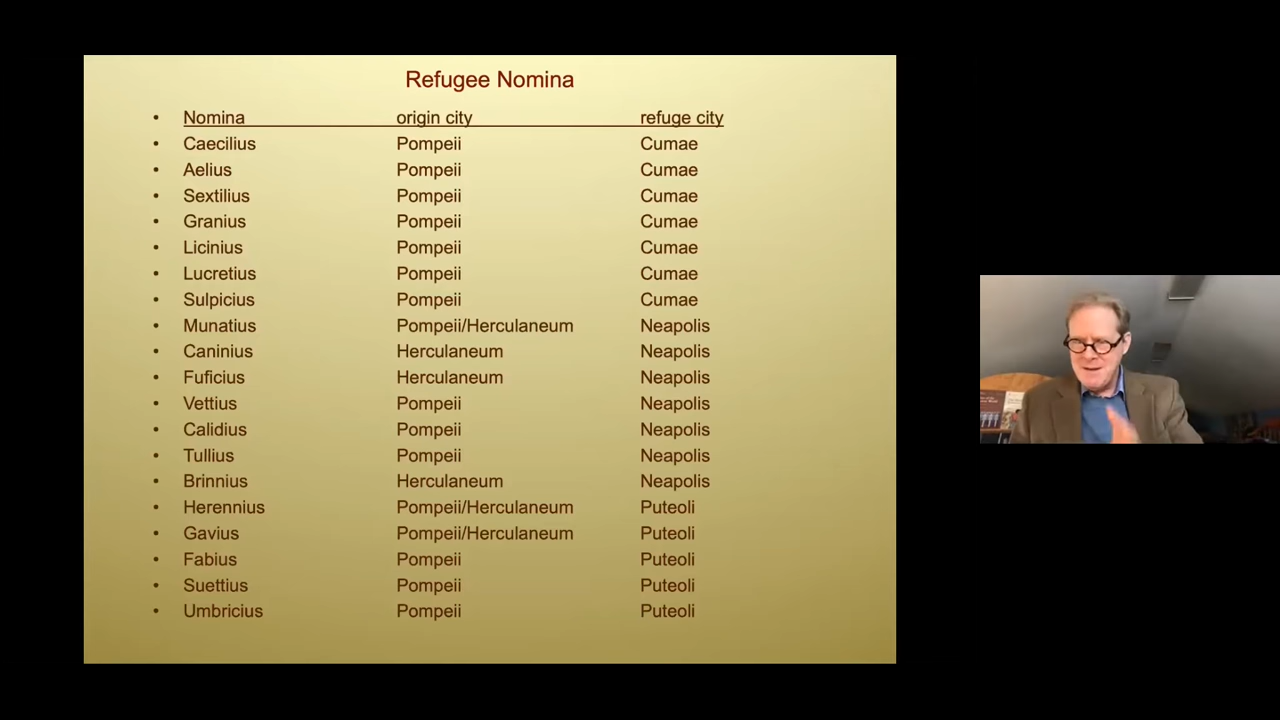 Refugee Nomina
• Nomina origin city refuge city
• Caecilius Pompeii Cumae
• Aelius Pompeii Cumae
• Sextilius Pompeii Cumae
• Granius Pompeii Cumae
• Licinius Pompeii Cumae
• Lucretius Pompeii Cumae
• Sulpicius Pompeii Cumae
• Munatius Pompeii/Herculaneum Neapolis
• Caninius Herculaneum Neapolis
• Fuficius Herculaneum Neapolis
• Vettius Pompeii Neapolis
• Calidius Pompeii Neapolis
• Tullius Pompeii Neapolis
• Brinnius Herculaneum Neapolis
• Herennius Pompeii/Herculaneum Puteoli
• Gavius Pompeii/Herculaneum Puteoli
• Fabius Pompeii Puteoli
• Suettius Pompeii Puteoli
• Umbricius Pompeii Puteoli